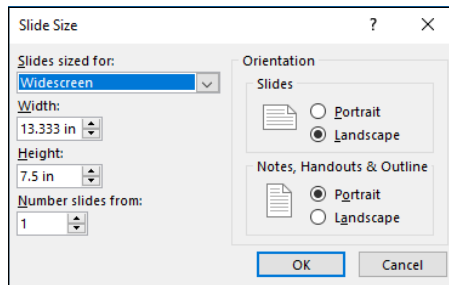 Slide Size ?
Slides sized for:
Widescreen
Width:
13.333 in
Height:
7.5 in
Number slides from:
1
Orientation
Slides
Portrait
Landscape
Notes, Handouts & Outline
Portrait
Landscape
OK Cancel